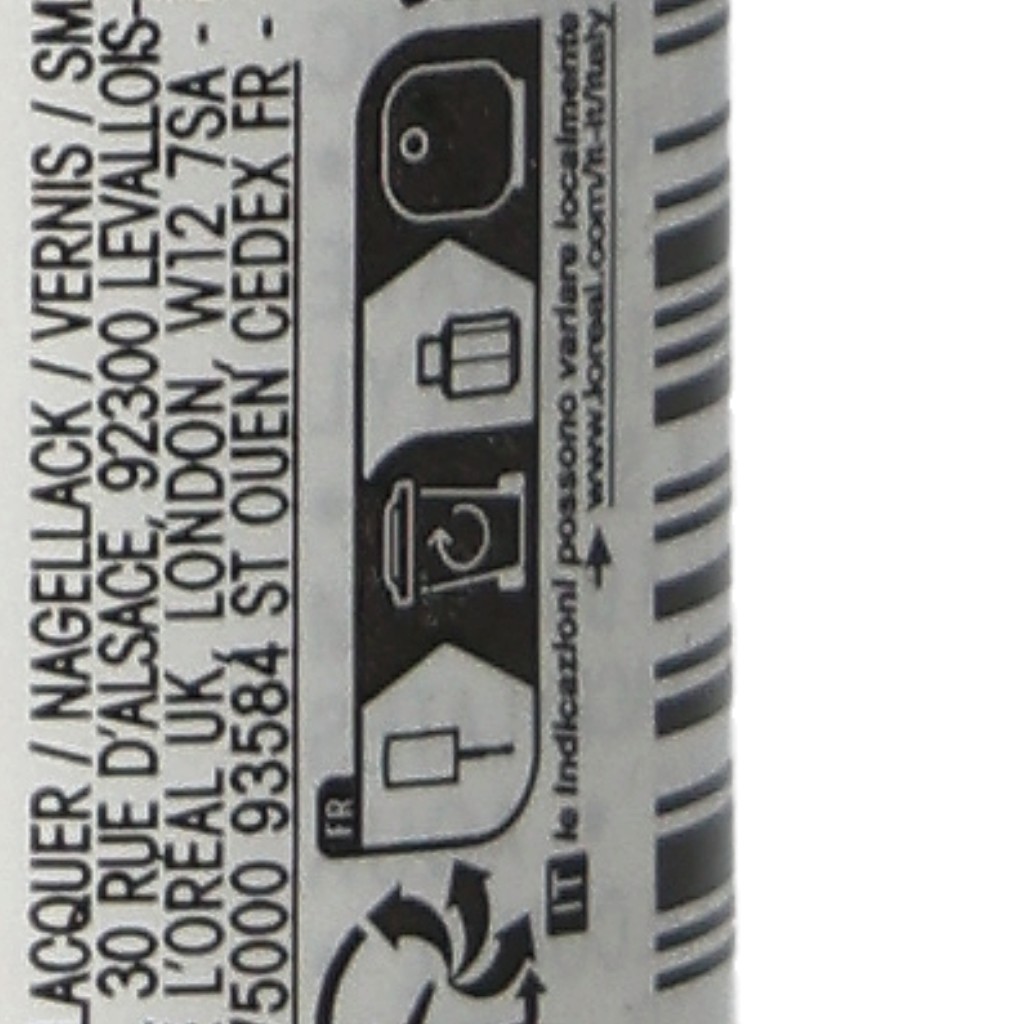 LACQUER / NAGELLACK / VERNIS / SM
30 RUE D'ALSACE, 92300 LEVALLOIS-
L'ORÉAL UK, LONDON, W12 7SA -
75000 93584 ST OUEN CEDEX FR -
FR
IT le indicazioni possono variare localmente
www.loreal.com/it-it/italy